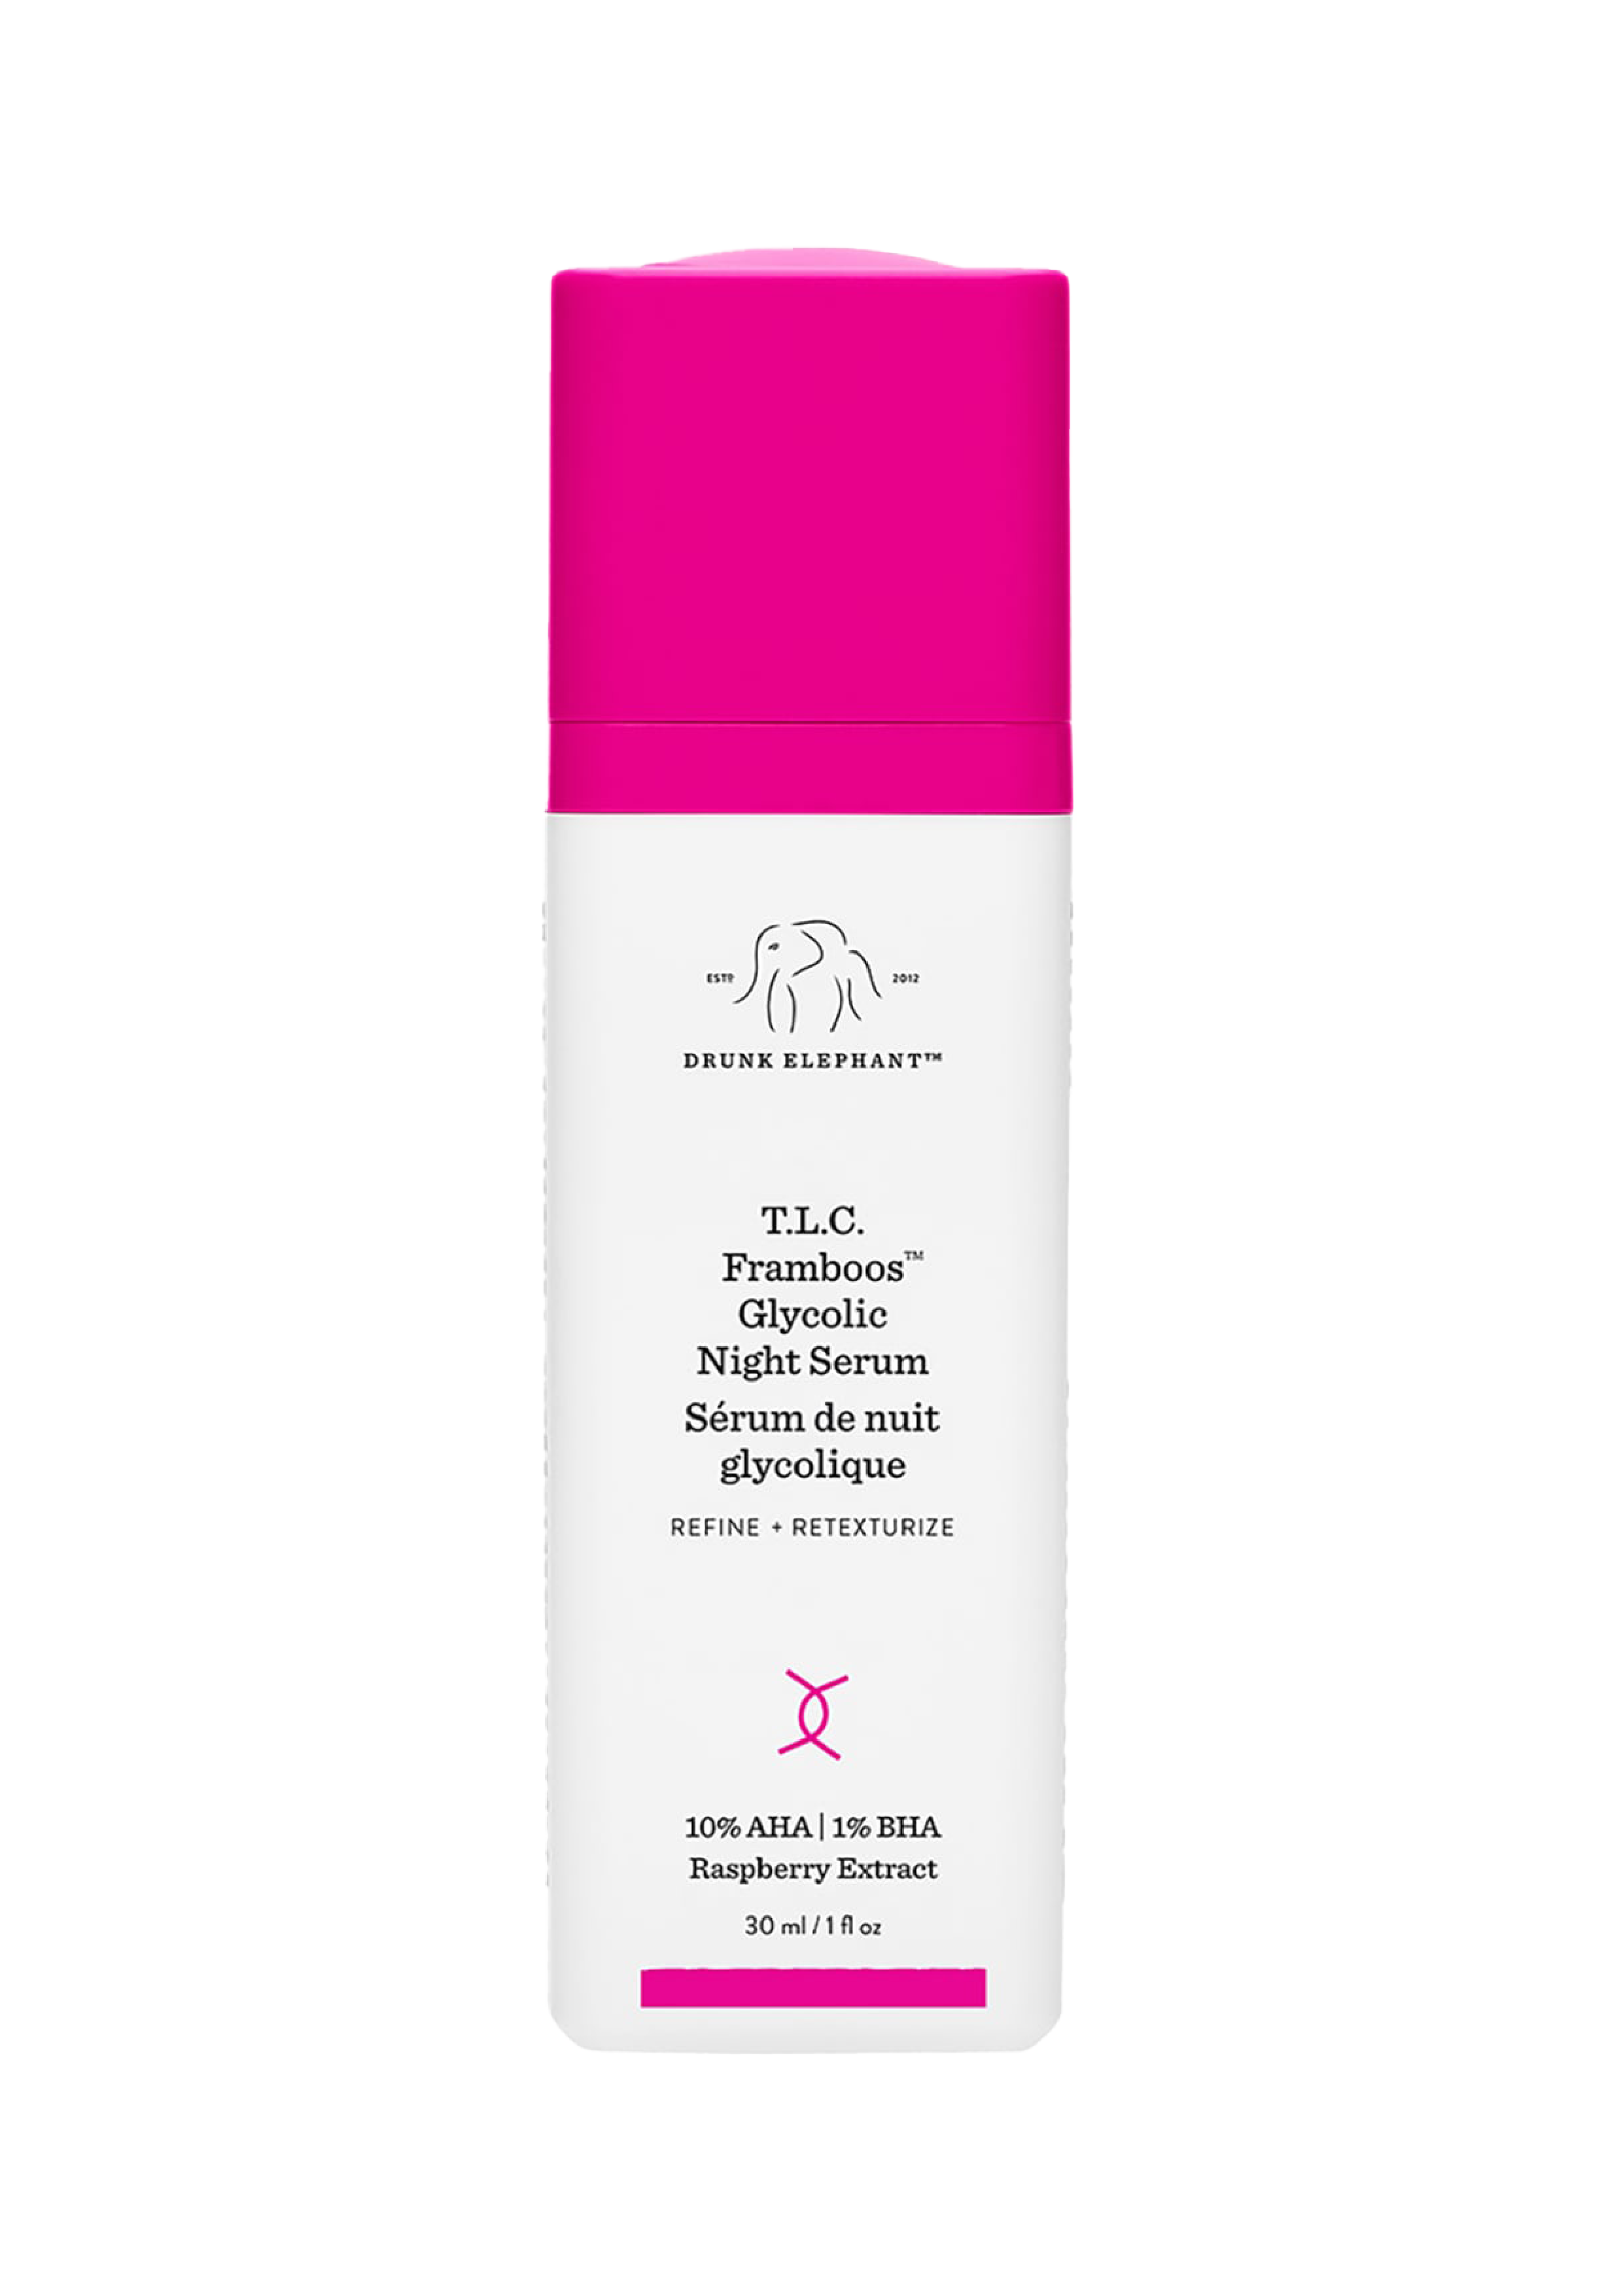 ESTD 2012
DRUNK ELEPHANT™
T.L.C.
Framboos™
Glycolic
Night Serum
Sérum de nuit
glycolique
REFINE + RETEXTURIZE
10% AHA | 1% BHA
Raspberry Extract
30 ml / 1 fl oz